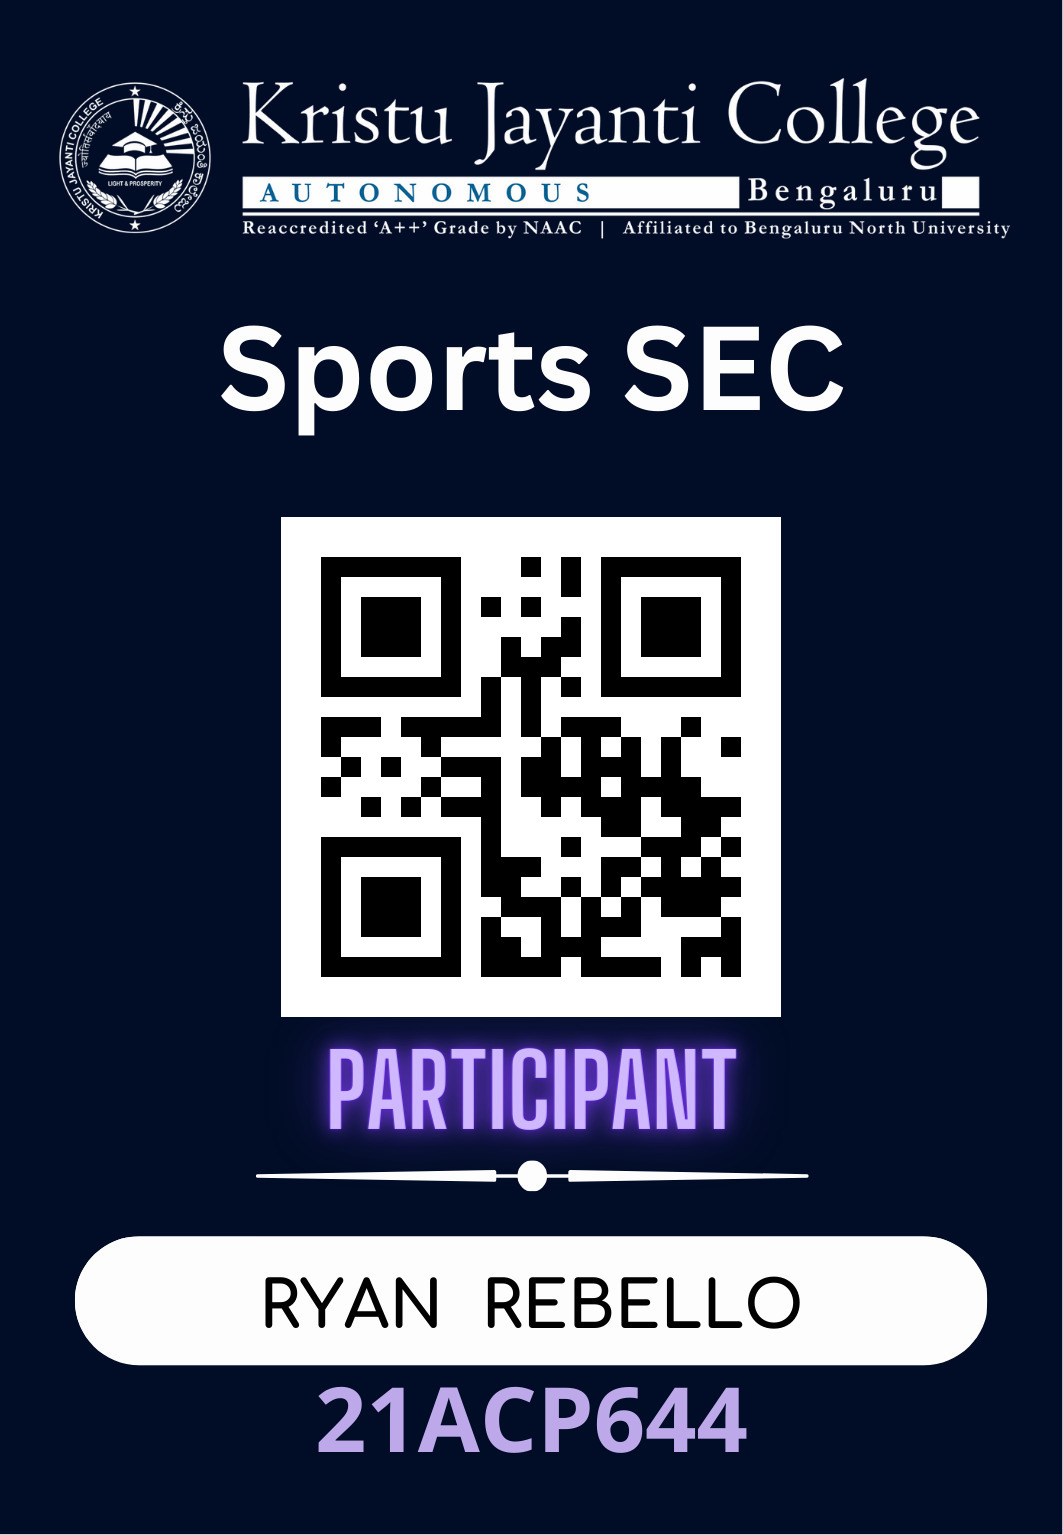 Kristu Jayanti College
AUTONOMOUS Bengaluru
Reaccredited ‘A++’ Grade by NAAC | Affiliated to Bengaluru North University
KRISTU JAYANTI COLLEGE
LIGHT & PROSPERITY
Sports SEC
PARTICIPANT
RYAN REBELLO
21ACP644